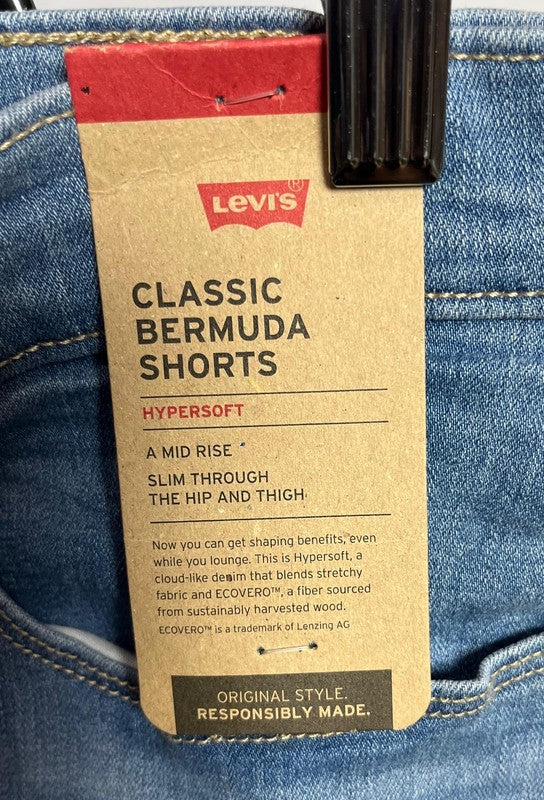 Levi's®
CLASSIC
BERMUDA
SHORTS
HYPERSOFT
A MID RISE
SLIM THROUGH
THE HIP AND THIGH
Now you can get shaping benefits, even
while you lounge. This is Hypersoft, a
cloud-like denim that blends stretchy
fabric and ECOVERO™, a fiber sourced
from sustainably harvested wood.
ECOVERO™ is a trademark of Lenzing AG
ORIGINAL STYLE.
RESPONSIBLY MADE.